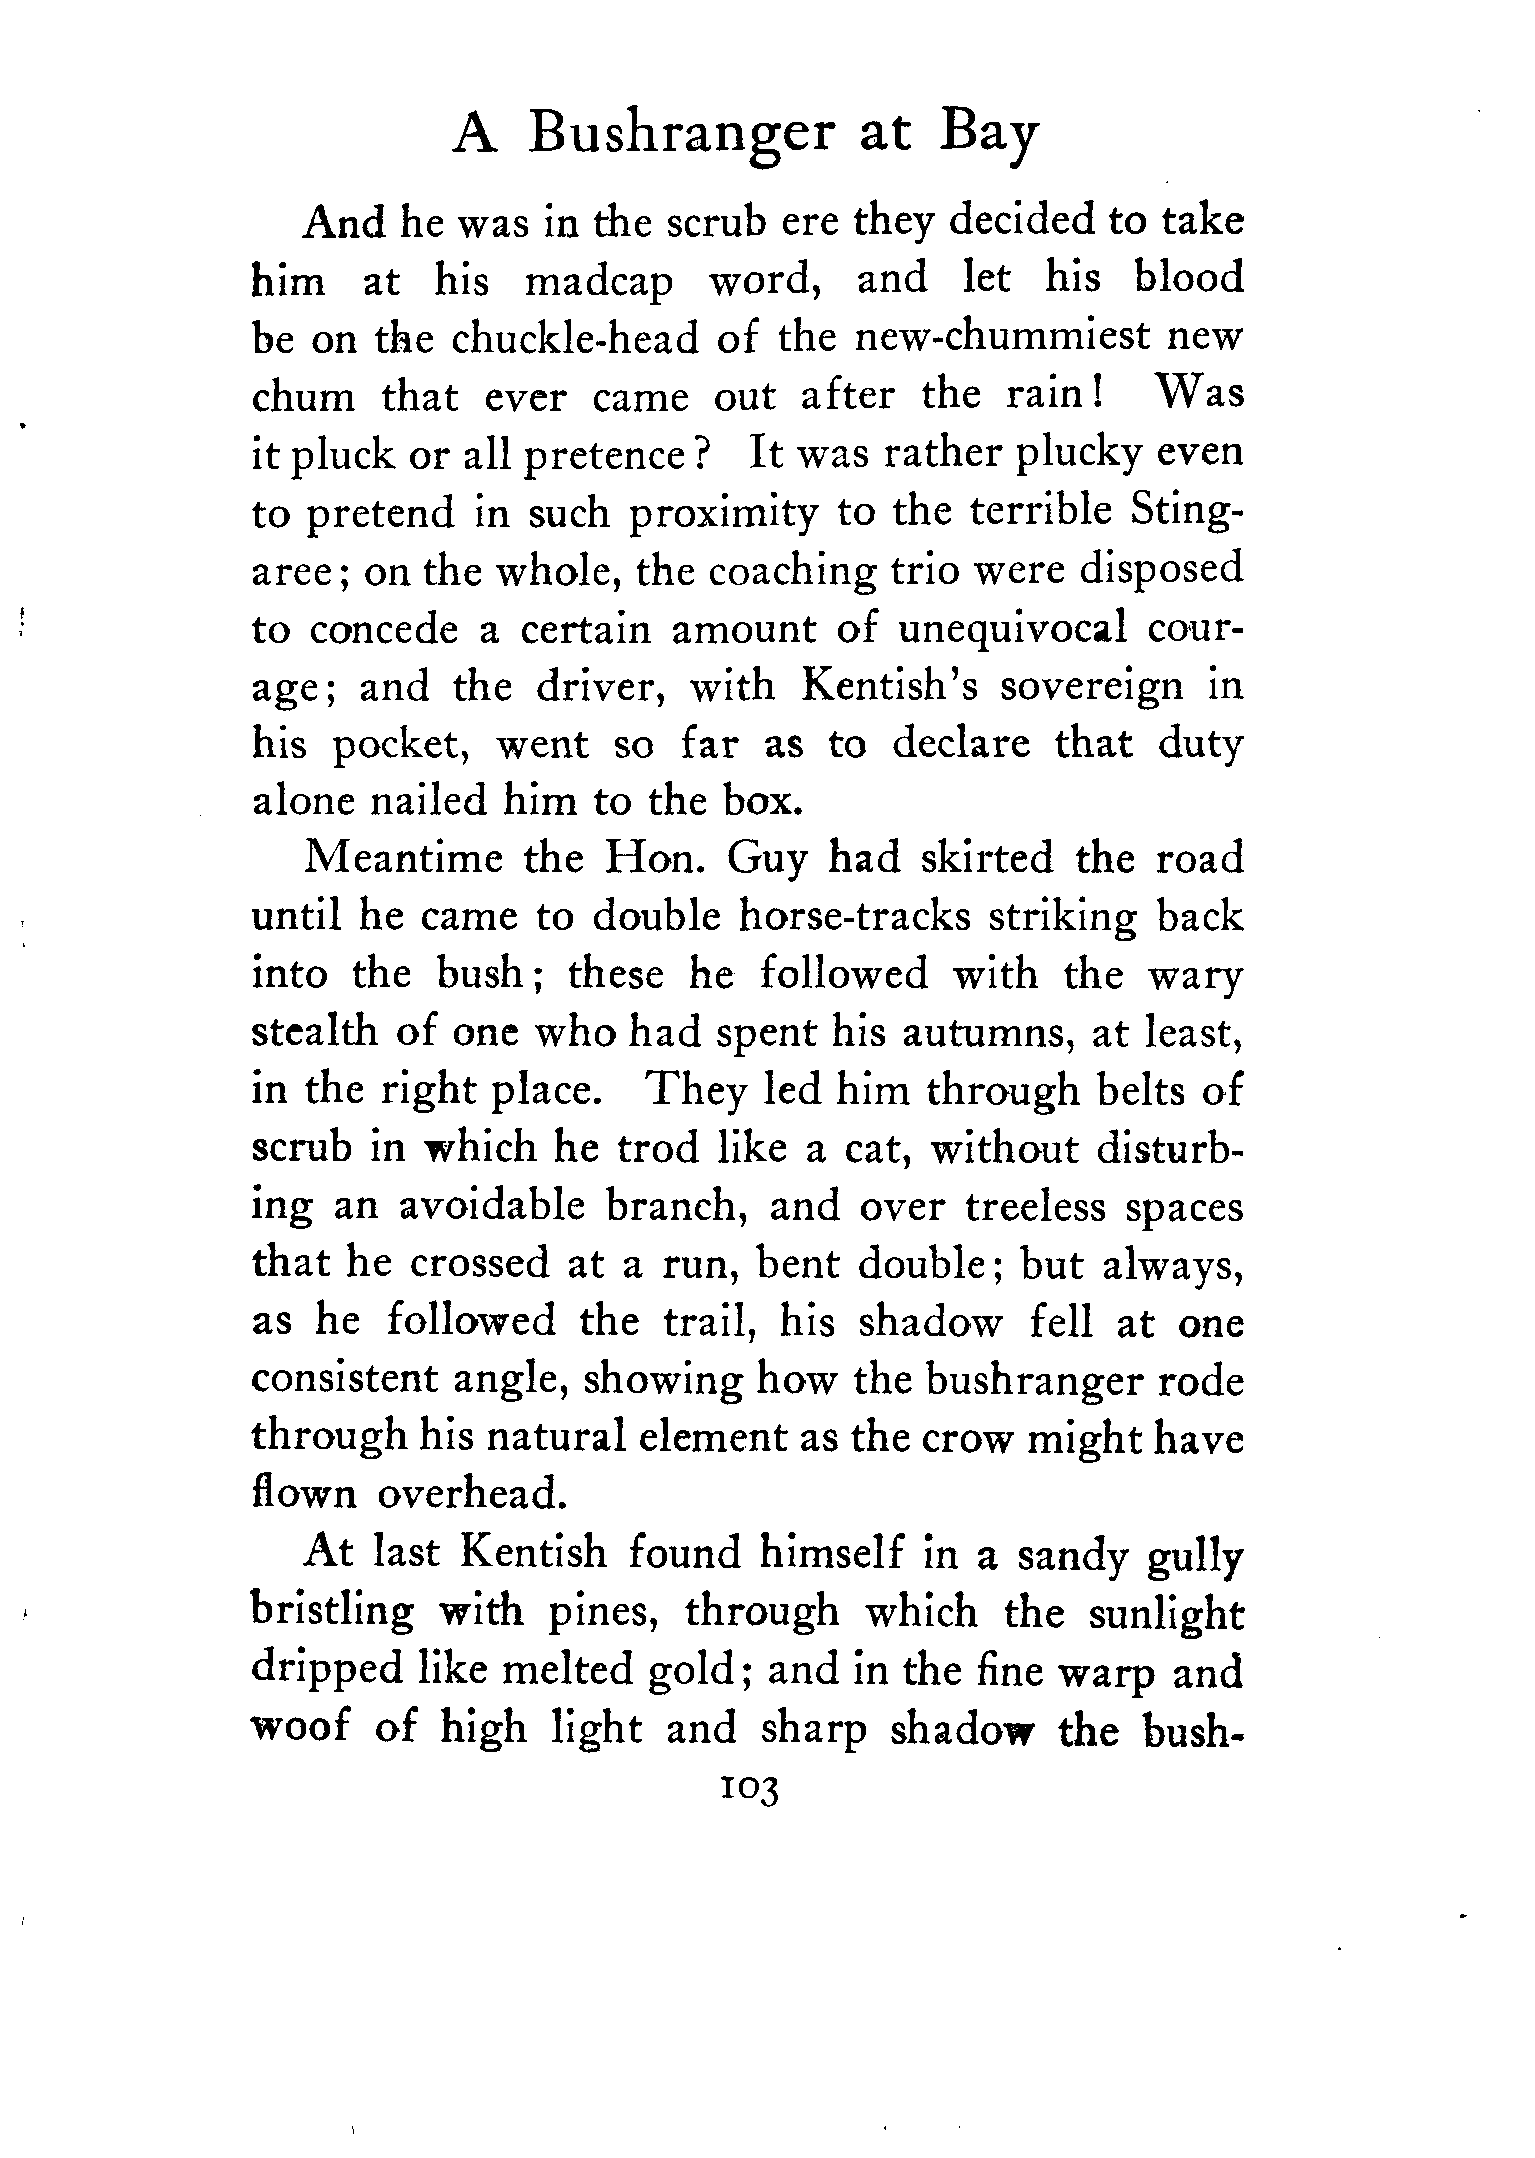 A Bushranger at Bay
And he was in the scrub ere they decided to take
him at his madcap word, and let his blood
be on the chuckle-head of the new-chummiest new
chum that ever came out after the rain! Was
it pluck or all pretence? It was rather plucky even
to pretend in such proximity to the terrible Sting-
aree; on the whole, the coaching trio were disposed
to concede a certain amount of unequivocal cour-
age; and the driver, with Kentish's sovereign in
his pocket, went so far as to declare that duty
alone nailed him to the box.
Meantime the Hon. Guy had skirted the road
until he came to double horse-tracks striking back
into the bush; these he followed with the wary
stealth of one who had spent his autumns, at least,
in the right place. They led him through belts of
scrub in which he trod like a cat, without disturb-
ing an avoidable branch, and over treeless spaces
that he crossed at a run, bent double; but always,
as he followed the trail, his shadow fell at one
consistent angle, showing how the bushranger rode
through his natural element as the crow might have
flown overhead.
At last Kentish found himself in a sandy gully
bristling with pines, through which the sunlight
dripped like melted gold; and in the fine warp and
woof of high light and sharp shadow the bush-
103